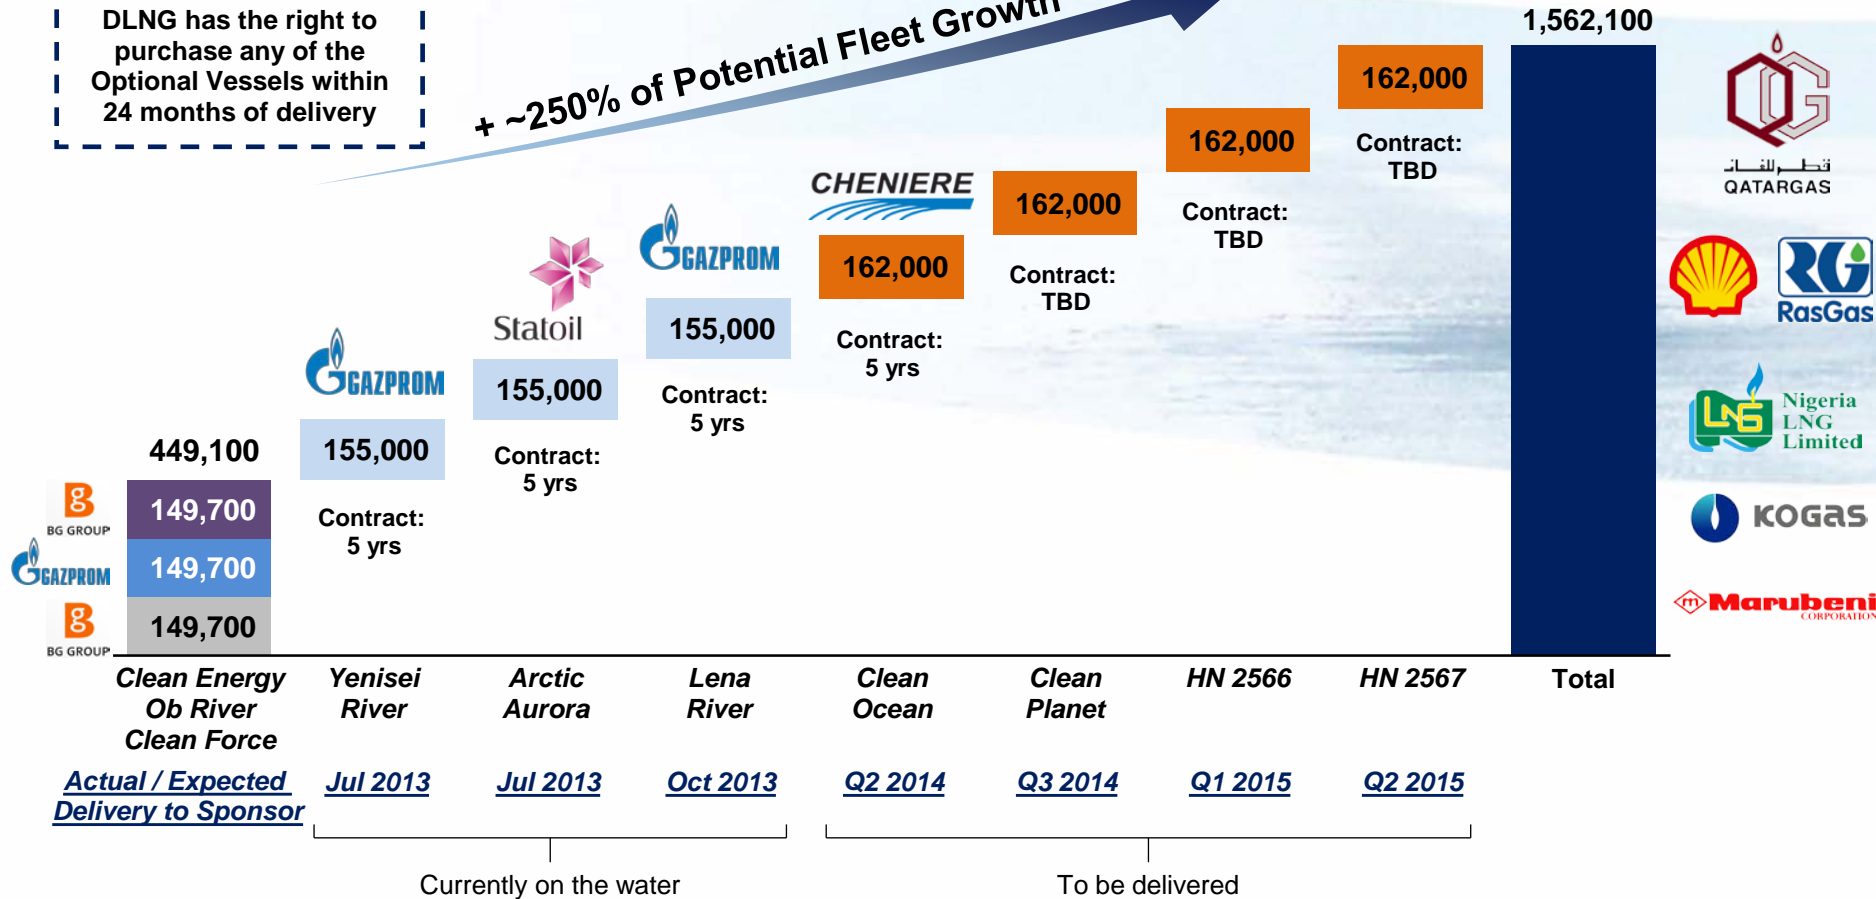 DLNG has the right to
purchase any of the
Optional Vessels within
24 months of delivery
+ ~250% of Potential Fleet Growth
1,562,100
162,000
Contract:
TBD
162,000
Contract:
TBD
CHENIERE
162,000
Contract:
TBD
GAZPROM
162,000
Contract:
5 yrs
Statoil
155,000
Contract:
5 yrs
GAZPROM
155,000
Contract:
5 yrs
155,000
Contract:
5 yrs
449,100
g
BG GROUP
149,700
GAZPROM
149,700
g
BG GROUP
149,700
QG
قطر للغاز
QATARGAS
RG
RasGas
LNG
Nigeria
LNG
Limited
KOGAS
m
Marubeni
CORPORATION
Clean Energy
Ob River
Clean Force
Yenisei
River
Arctic
Aurora
Lena
River
Clean
Ocean
Clean
Planet
HN 2566
HN 2567
Total
Actual / Expected
Delivery to Sponsor
Jul 2013
Jul 2013
Oct 2013
Q2 2014
Q3 2014
Q1 2015
Q2 2015
Currently on the water
To be delivered